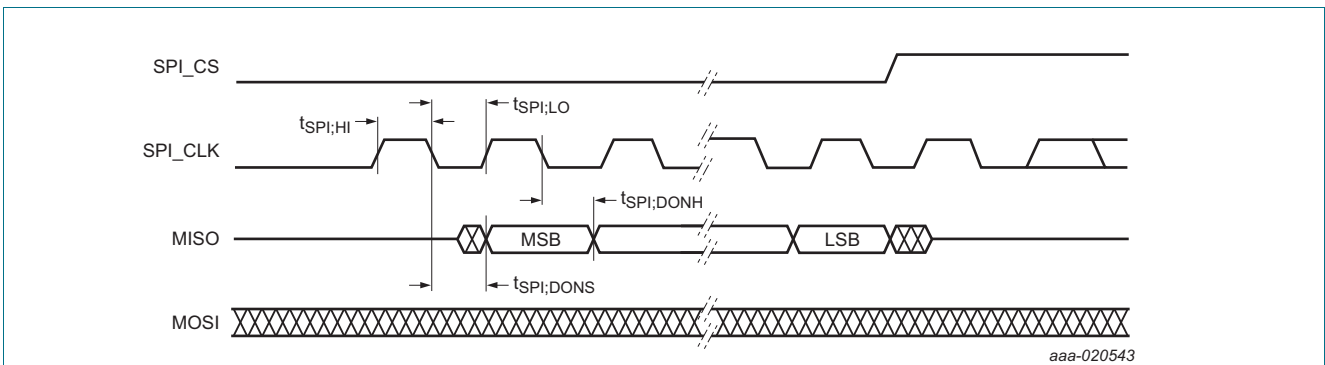 SPI_CS
tSPI;LO
tSPI;HI
SPI_CLK
tSPI;DONH
MISO
MSB
LSB
tSPI;DONS
MOSI
aaa-020543